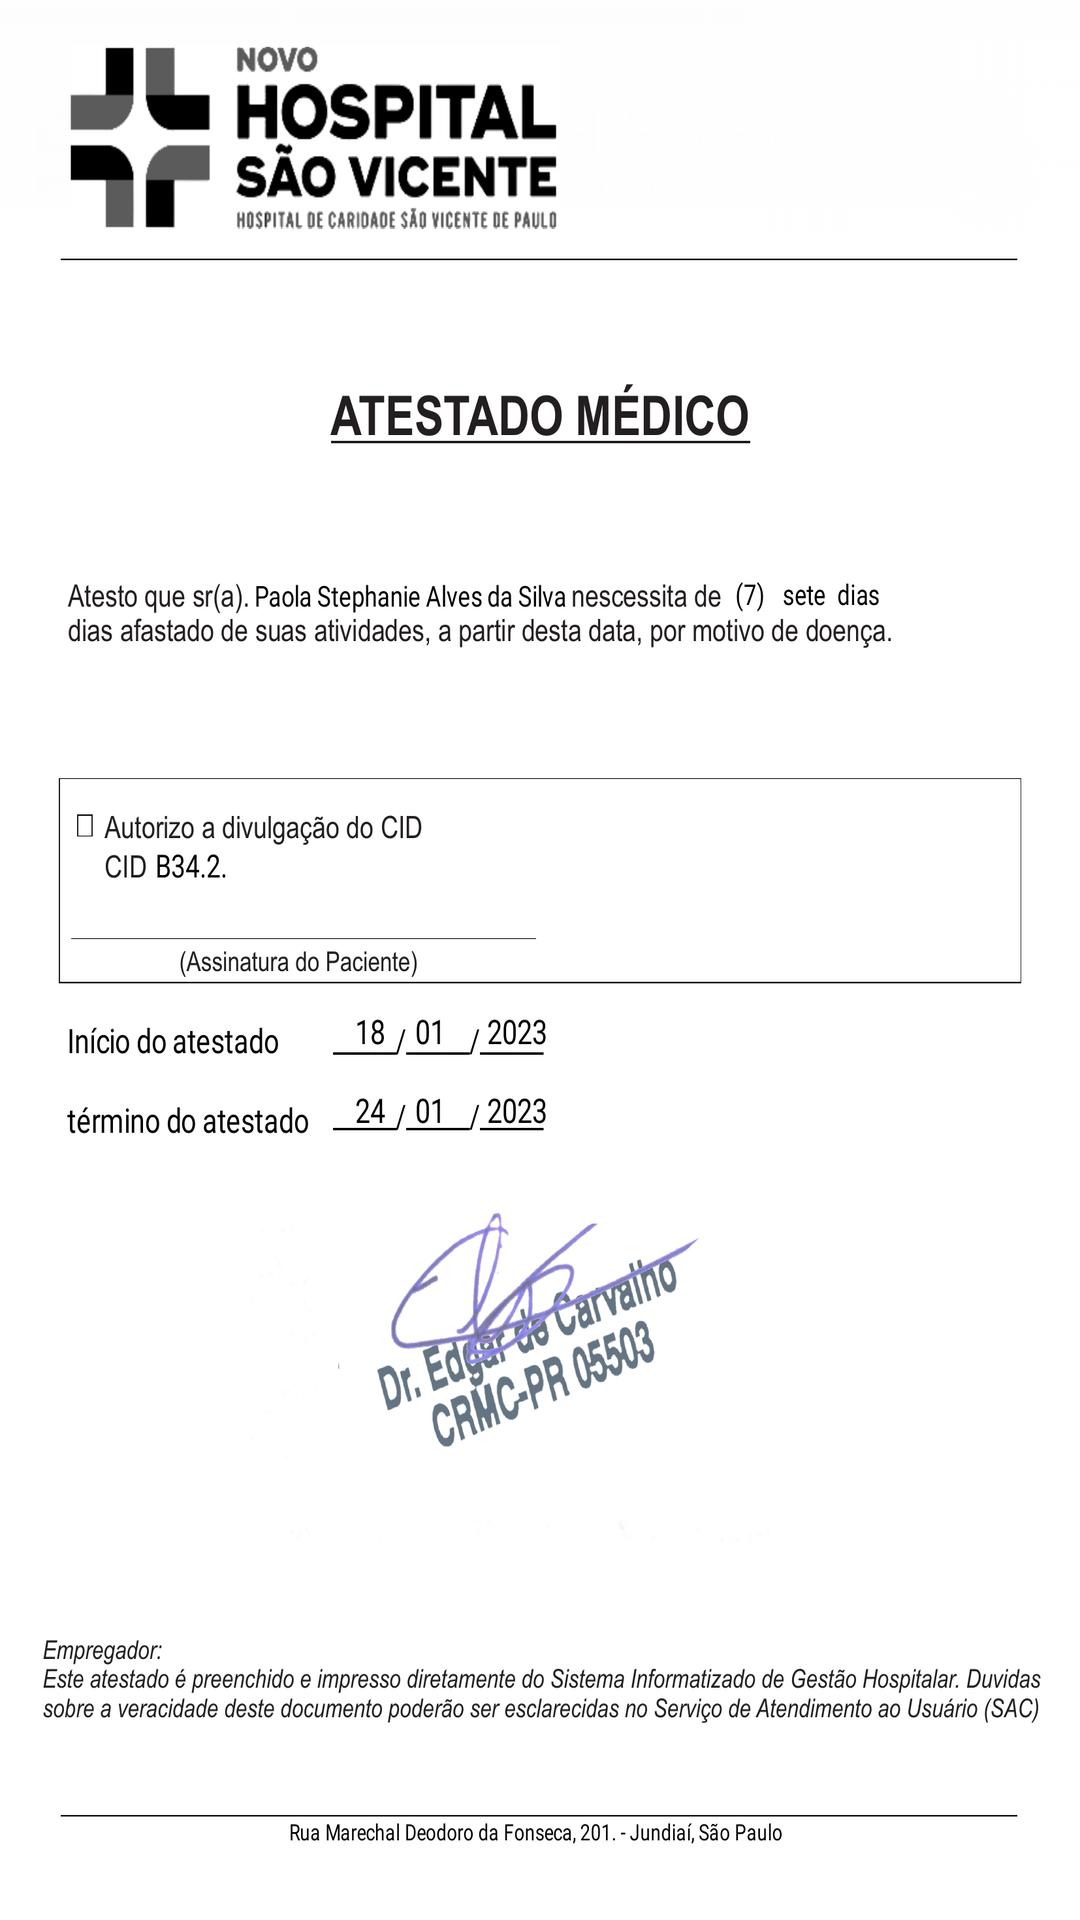 NOVO
HOSPITAL
SÃO VICENTE
HOSPITAL DE CARIDADE SÃO VICENTE DE PAULO
ATESTADO MÉDICO
Atesto que sr(a). Paola Stephanie Alves da Silva nescessita de (7) sete dias
dias afastado de suas atividades, a partir desta data, por motivo de doença.
Autorizo a divulgação do CID
CID B34.2.
(Assinatura do Paciente)
Início do atestado 18 / 01 / 2023
término do atestado 24 / 01 / 2023
Dr. Edgar de Carvalho
CRMC-PR 05503
Empregador:
Este atestado é preenchido e impresso diretamente do Sistema Informatizado de Gestão Hospitalar. Duvidas
sobre a veracidade deste documento poderão ser esclarecidas no Serviço de Atendimento ao Usuário (SAC)
Rua Marechal Deodoro da Fonseca, 201. - Jundiaí, São Paulo